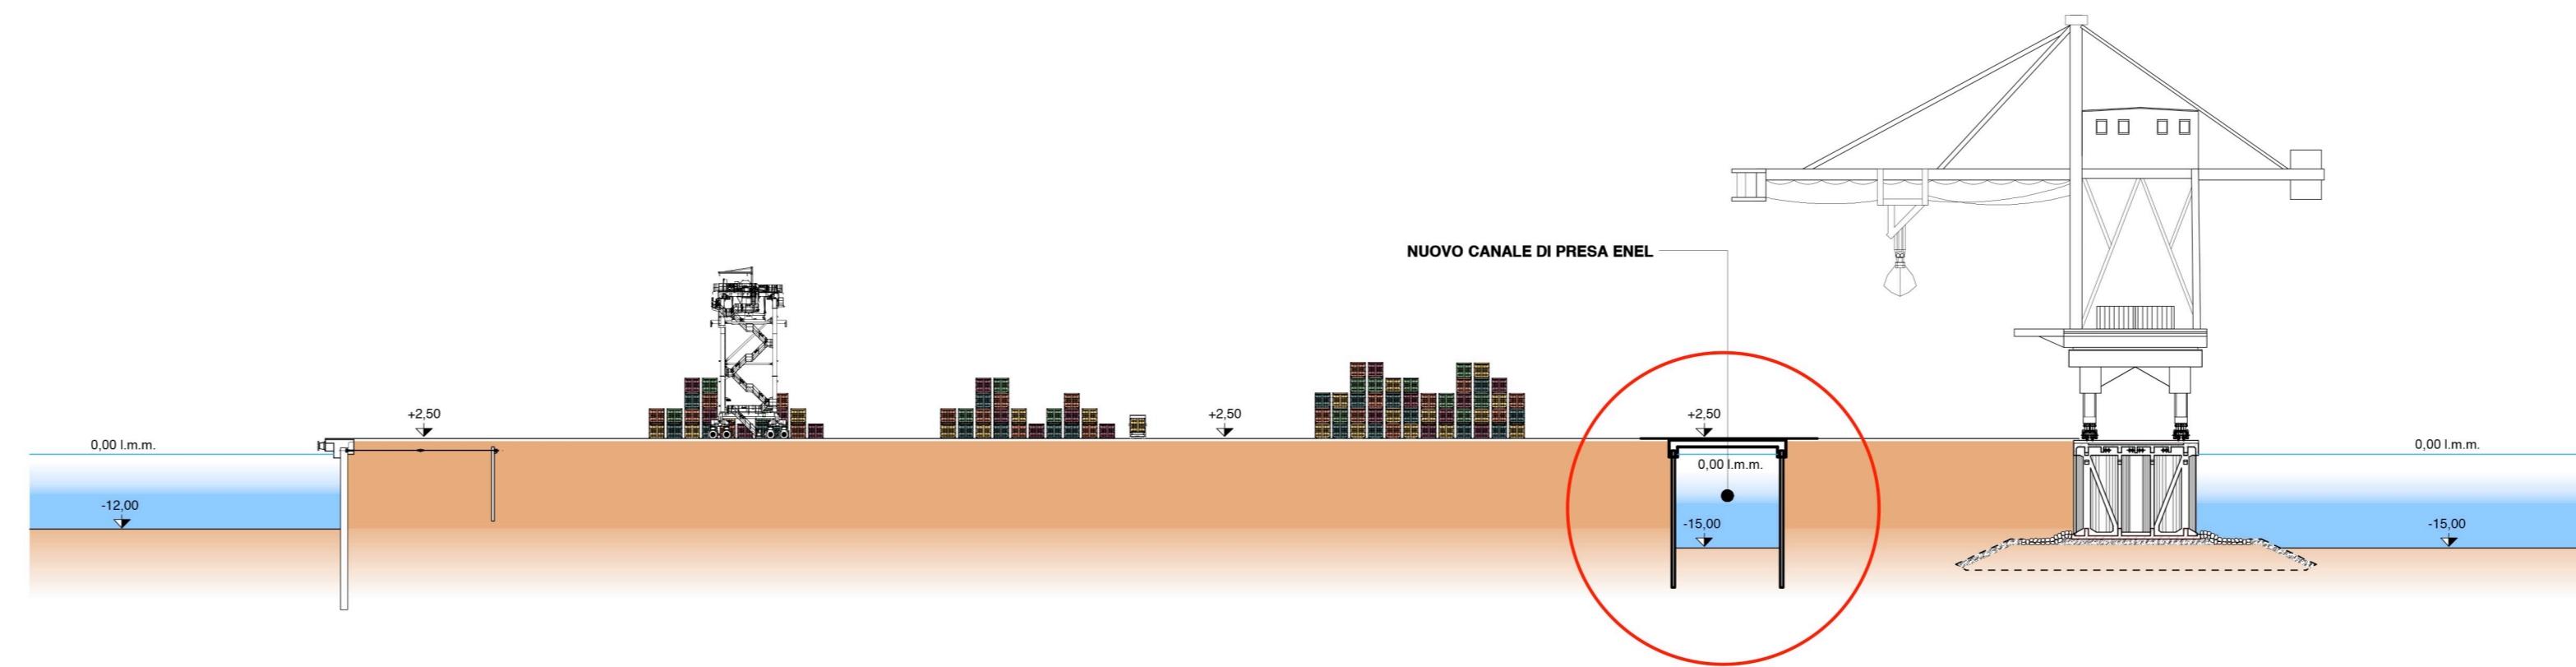 NUOVO CANALE DI PRESA ENEL
+2,50
+2,50
+2,50
0,00 l.m.m.
0,00 l.m.m.
0,00 l.m.m.
-12,00
-15,00
-15,00